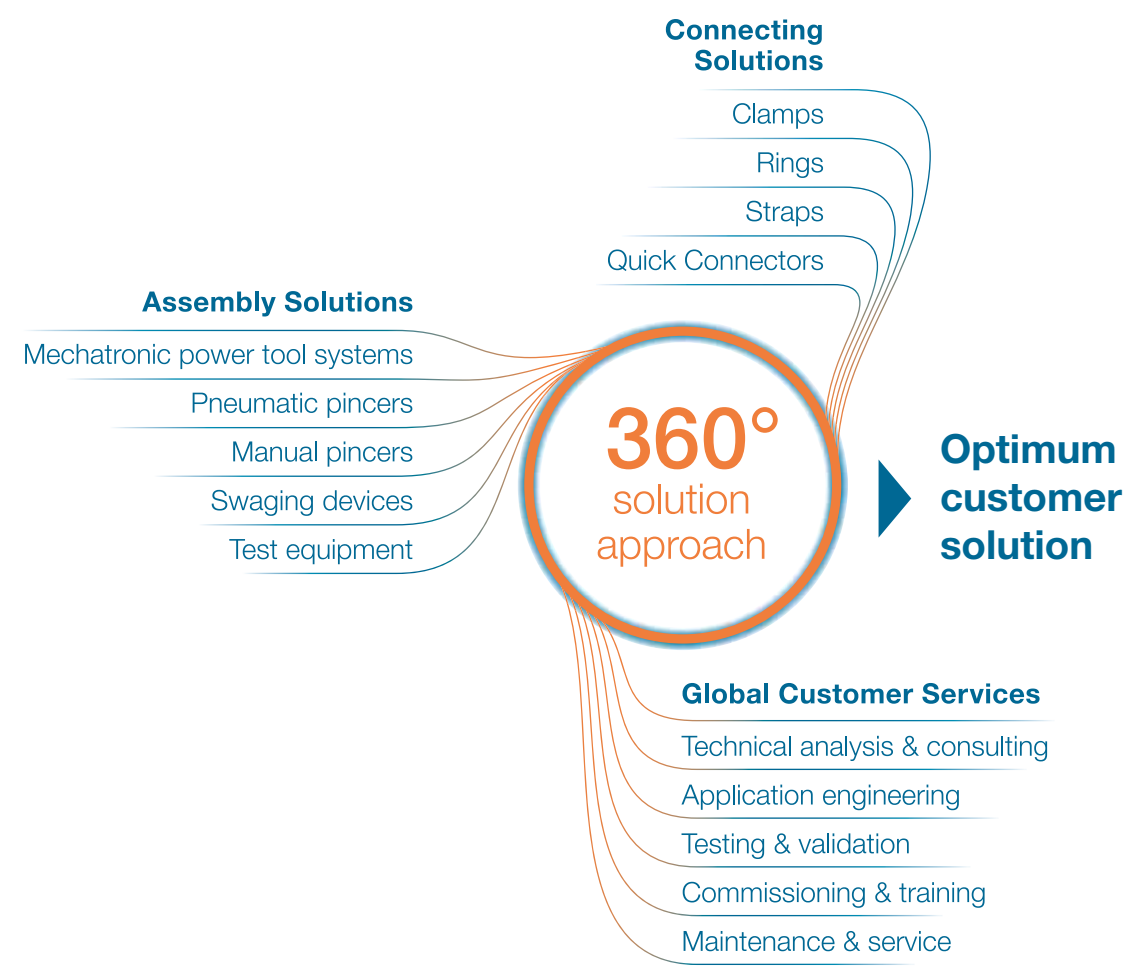 Connecting
Solutions
Clamps
Rings
Straps
Quick Connectors
Assembly Solutions
Mechatronic power tool systems
Pneumatic pincers
Manual pincers
Swaging devices
Test equipment
360°
solution
approach
Optimum
customer
solution
Global Customer Services
Technical analysis & consulting
Application engineering
Testing & validation
Commissioning & training
Maintenance & service